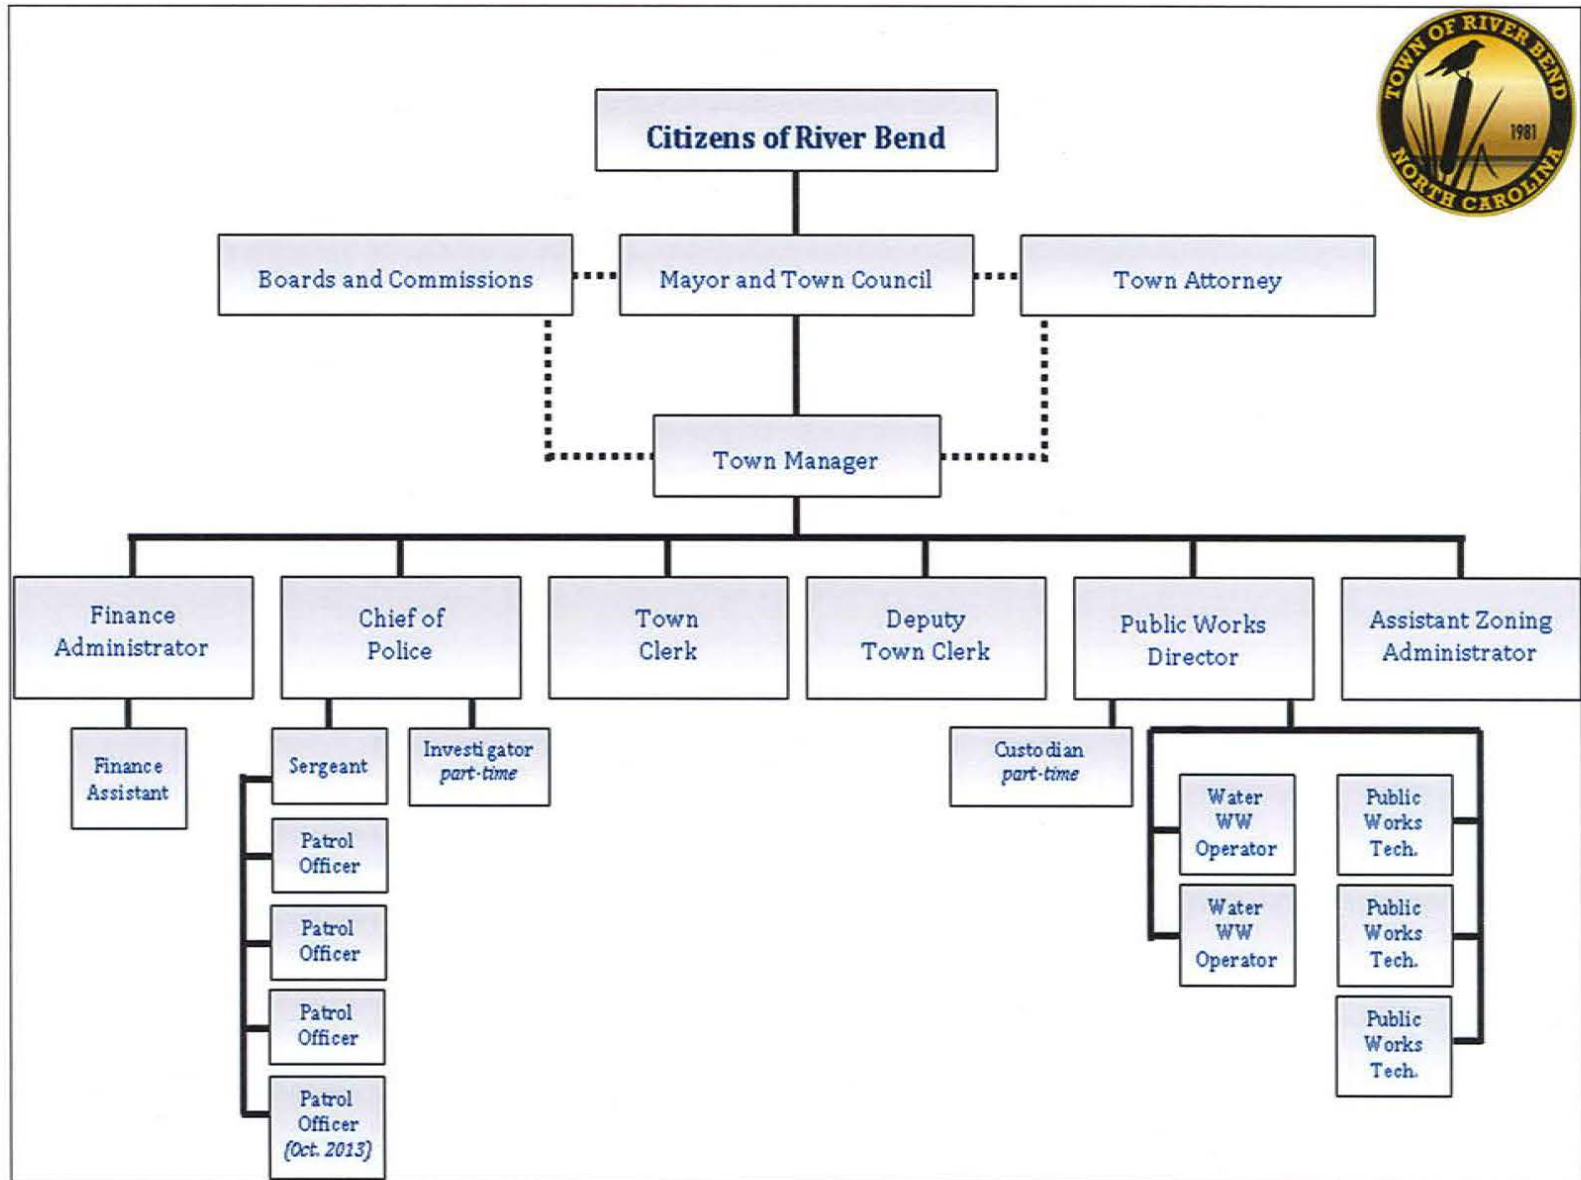 TOWN OF RIVER BEND
1981
NORTH CAROLINA
Citizens of River Bend
Boards and Commissions
Mayor and Town Council
Town Attorney
Town Manager
Finance
Administrator
Chief of
Police
Town
Clerk
Deputy
Town Clerk
Public Works
Director
Assistant Zoning
Administrator
Finance
Assistant
Sergeant
Investigator
part-time
Custodian
part-time
Patrol
Officer
Patrol
Officer
Patrol
Officer
Patrol
Officer
(Oct. 2013)
Water
WW
Operator
Water
WW
Operator
Public
Works
Tech.
Public
Works
Tech.
Public
Works
Tech.